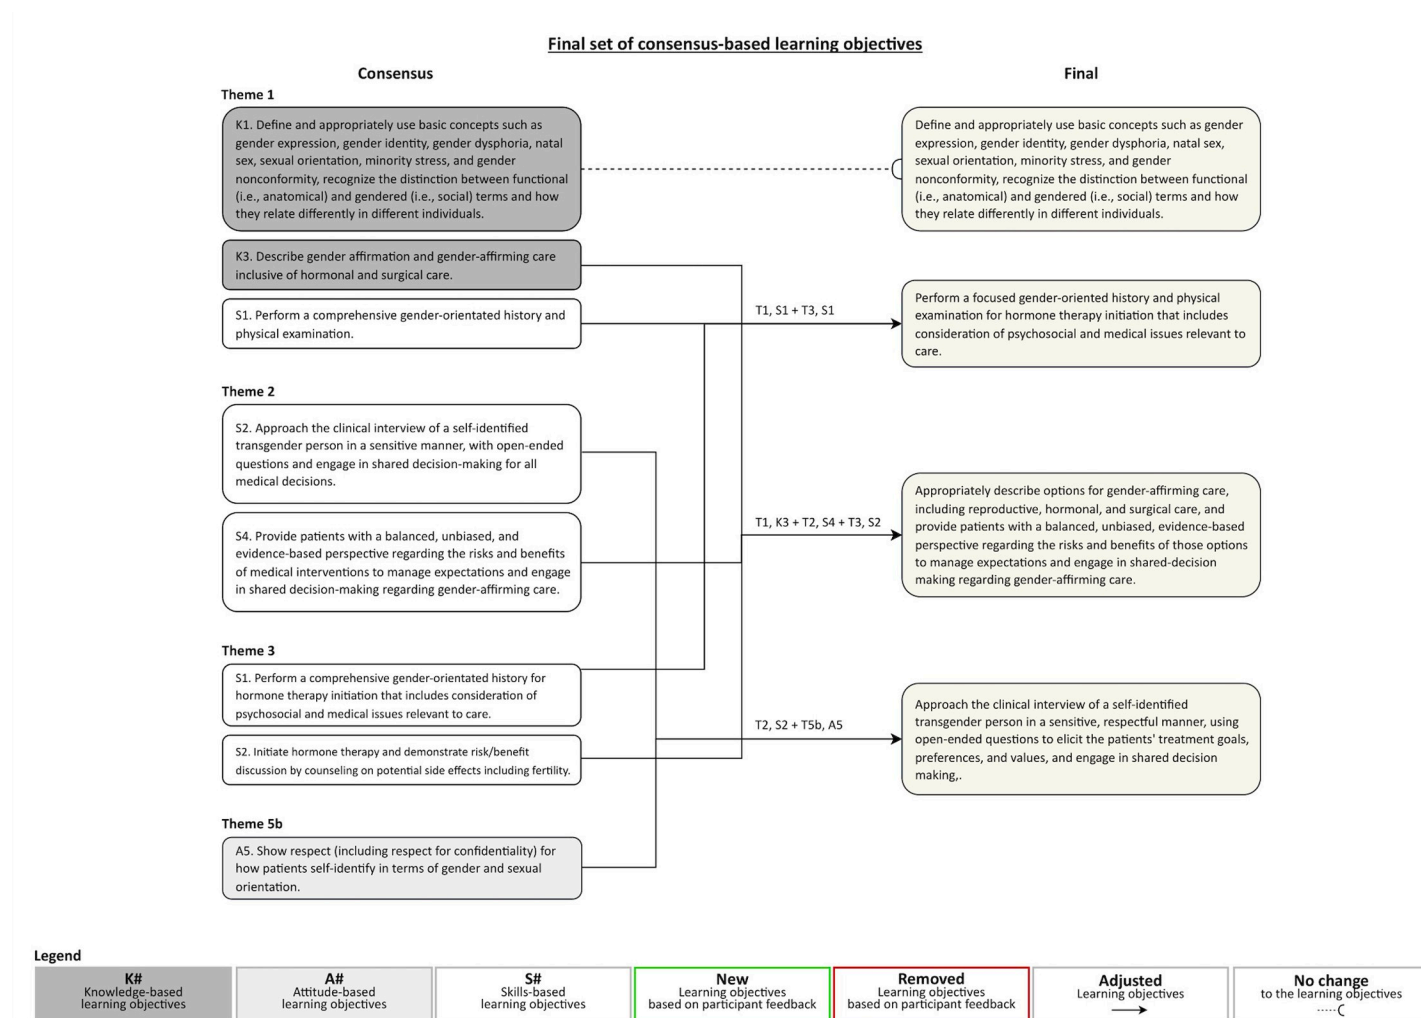 Final set of consensus-based learning objectives
Consensus
Final
Theme 1
K1. Define and appropriately use basic concepts such as
gender expression, gender identity, gender dysphoria, natal
sex, sexual orientation, minority stress, and gender
nonconformity, recognize the distinction between functional
(i.e., anatomical) and gendered (i.e., social) terms and how
they relate differently in different individuals.
Define and appropriately use basic concepts such as gender
expression, gender identity, gender dysphoria, natal sex,
sexual orientation, minority stress, and gender
nonconformity, recognize the distinction between functional
(i.e., anatomical) and gendered (i.e., social) terms and how
they relate differently in different individuals.
K3. Describe gender affirmation and gender-affirming care
inclusive of hormonal and surgical care.
S1. Perform a comprehensive gender-orientated history and
physical examination.
T1, S1 + T3, S1
Perform a focused gender-oriented history and physical
examination for hormone therapy initiation that includes
consideration of psychosocial and medical issues relevant to
care.
Theme 2
S2. Approach the clinical interview of a self-identified
transgender person in a sensitive manner, with open-ended
questions and engage in shared decision-making for all
medical decisions.
S4. Provide patients with a balanced, unbiased, and
evidence-based perspective regarding the risks and benefits
of medical interventions to manage expectations and engage
in shared decision-making regarding gender-affirming care.
T1, K3 + T2, S4 + T3, S2
Appropriately describe options for gender-affirming care,
including reproductive, hormonal, and surgical care, and
provide patients with a balanced, unbiased, evidence-based
perspective regarding the risks and benefits of those options
to manage expectations and engage in shared-decision
making regarding gender-affirming care.
Theme 3
S1. Perform a comprehensive gender-orientated history for
hormone therapy initiation that includes consideration of
psychosocial and medical issues relevant to care.
S2. Initiate hormone therapy and demonstrate risk/benefit
discussion by counseling on potential side effects including fertility.
T2, S2 + T5b, A5
Approach the clinical interview of a self-identified
transgender person in a sensitive, respectful manner, using
open-ended questions to elicit the patients' treatment goals,
preferences, and values, and engage in shared decision
making,.
Theme 5b
A5. Show respect (including respect for confidentiality) for
how patients self-identify in terms of gender and sexual
orientation.
Legend
K#
Knowledge-based
learning objectives
A#
Attitude-based
learning objectives
S#
Skills-based
learning objectives
New
Learning objectives
based on participant feedback
Removed
Learning objectives
based on participant feedback
Adjusted
Learning objectives
No change
to the learning objectives